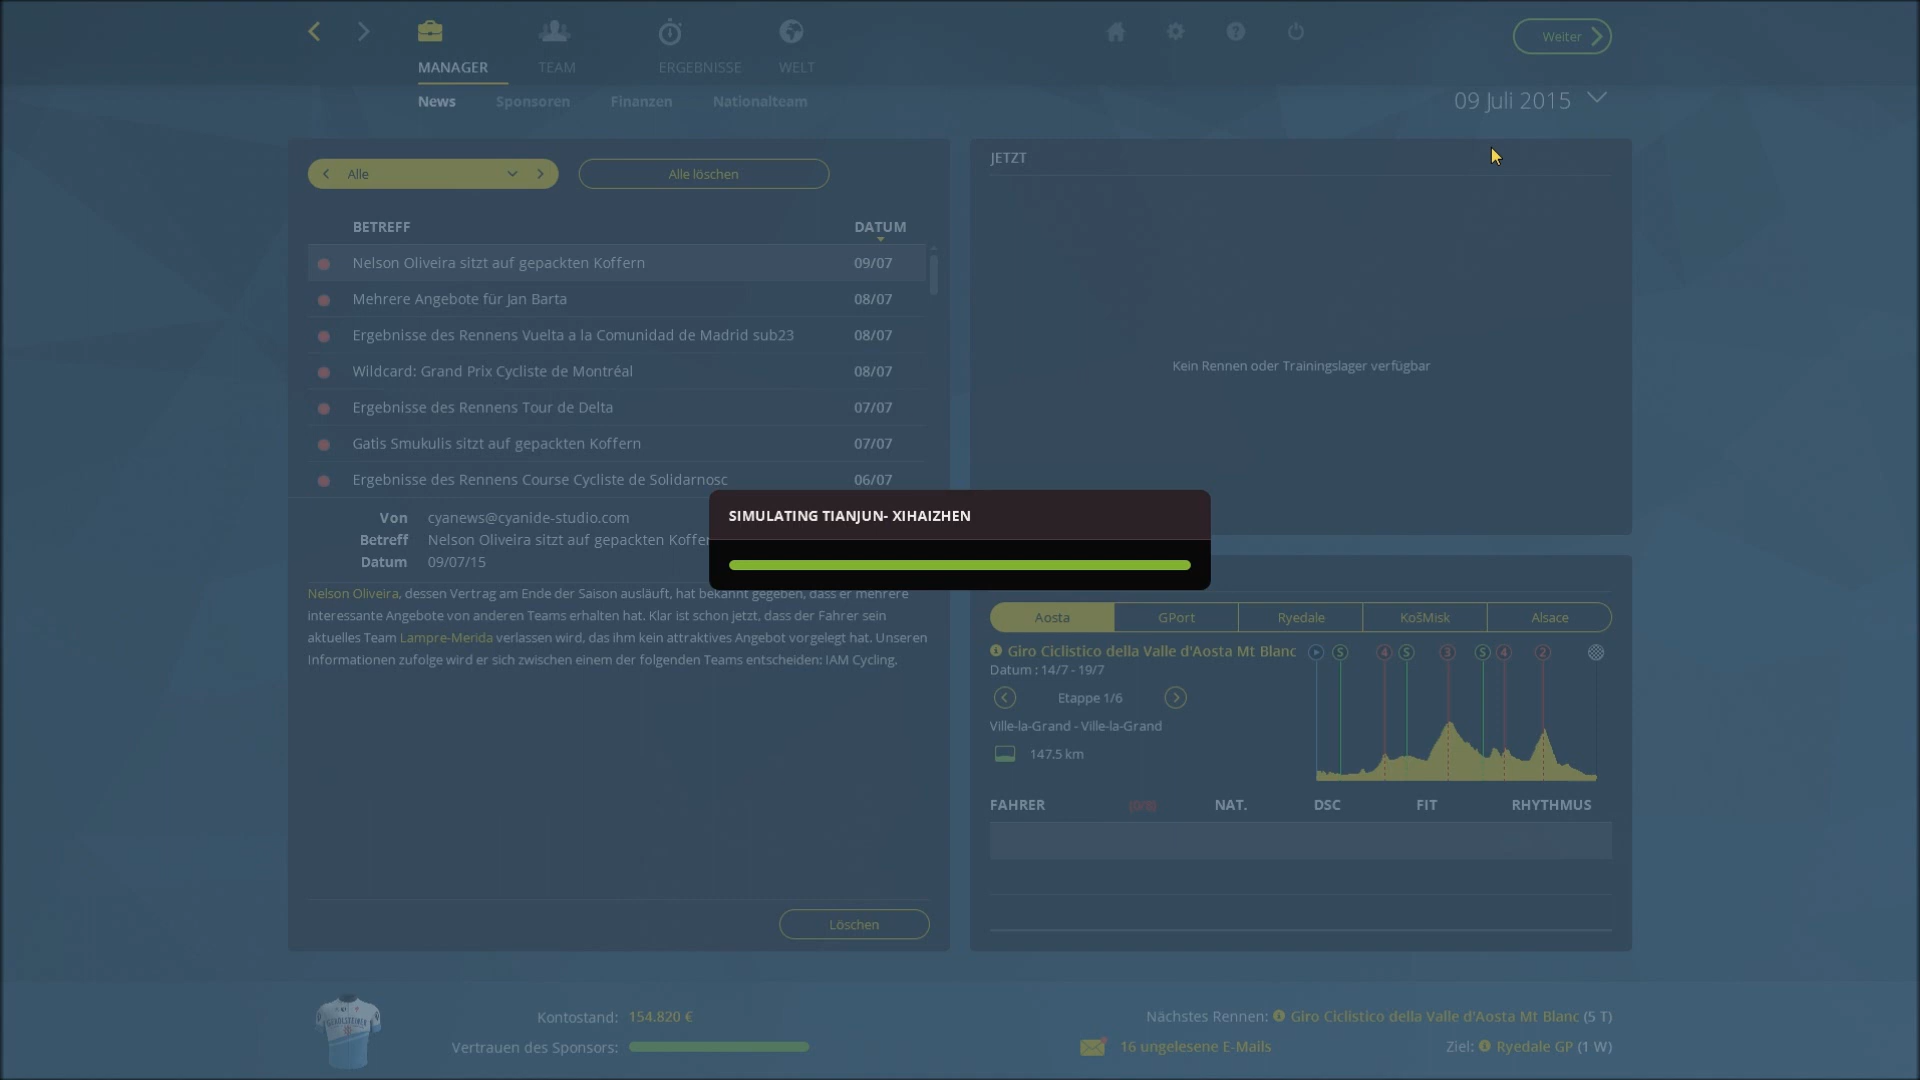 MANAGER TEAM ERGEBNISSE WELT
Weiter
News Sponsoren Finanzen Nationalteam
09 Juli 2015
Alle
Alle löschen
BETREFF DATUM
Nelson Oliveira sitzt auf gepackten Koffern 09/07
Mehrere Angebote für Jan Barta 08/07
Ergebnisse des Rennens Vuelta a la Comunidad de Madrid sub23 08/07
Wildcard: Grand Prix Cycliste de Montréal 08/07
Ergebnisse des Rennens Tour de Delta 07/07
Gatis Smukulis sitzt auf gepackten Koffern 07/07
Ergebnisse des Rennens Course Cycliste de Solidarnosc 06/07
Von cyanews@cyanide-studio.com
Betreff Nelson Oliveira sitzt auf gepackten Koffer
Datum 09/07/15
Nelson Oliveira, dessen Vertrag am Ende der Saison ausläuft, hat bekannt gegeben, dass er mehrere
interessante Angebote von anderen Teams erhalten hat. Klar ist schon jetzt, dass der Fahrer sein
aktuelles Team Lampre-Merida verlassen wird, das ihm kein attraktives Angebot vorgelegt hat. Unseren
Informationen zufolge wird er sich zwischen einem der folgenden Teams entscheiden: IAM Cycling.
Löschen
JETZT
Kein Rennen oder Trainingslager verfügbar
SIMULATING TIANJUN- XIHAIZHEN
Aosta GPort Ryedale KošMisk Alsace
Giro Ciclistico della Valle d'Aosta Mt Blanc
S 4 S 3 S 4 2
Datum : 14/7 - 19/7
Etappe 1/6
Ville-la-Grand - Ville-la-Grand
147.5 km
FAHRER (0/0) NAT. DSC FIT RHYTHMUS
Kontostand: 154.820 €
Vertrauen des Sponsors:
Nächstes Rennen: Giro Ciclistico della Valle d'Aosta Mt Blanc (5 T)
16 ungelesene E-Mails
Ziel: Ryedale GP (1 W)